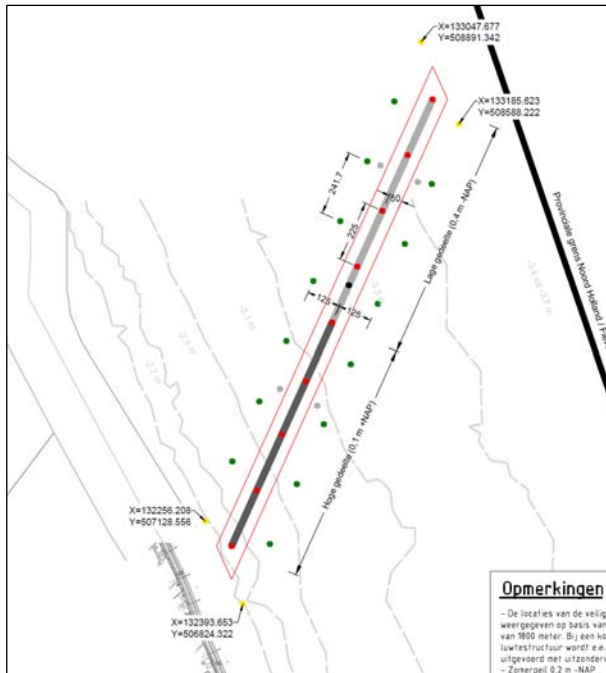 X=133047.677
Y=508891.342
X=133185.623
Y=508588.222
241.7
60
225
125
125
Lage gedeelte (0,4 m -NAP)
Hoge gedeelte (0,1 m +NAP)
Provinciale grens Noord Holland /
X=132256.208
Y=507128.556
X=132393.653
Y=506824.322
Opmerkingen
- De locaties van de veilig
weergegeven op basis van
van 1800 meter. Bij een
luwtestructuur wordt e.e.
uitgevoerd met uitzonderi
- Zomerpeil 0,2 m -NAP